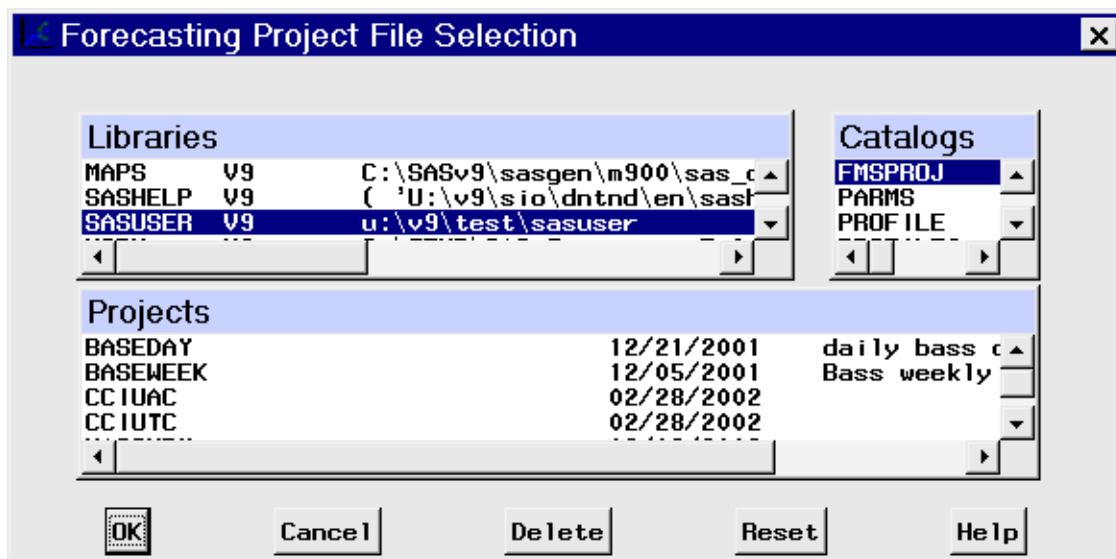 Forecasting Project File Selection
Libraries
MAPS V9 C:\SASv9\sasgen\m900\sas_
SASHELP V9 ( 'U:\v9\sio\dntnd\en\sas
SASUSER V9 u:\v9\test\sasuser
Catalogs
FMSPROJ
PARMS
PROFILE
Projects
BASEDAY 12/21/2001 daily bass
BASEWEEK 12/05/2001 Bass weekly
CCIUAC 02/28/2002
CCIUTC 02/28/2002
OK Cancel Delete Reset Help